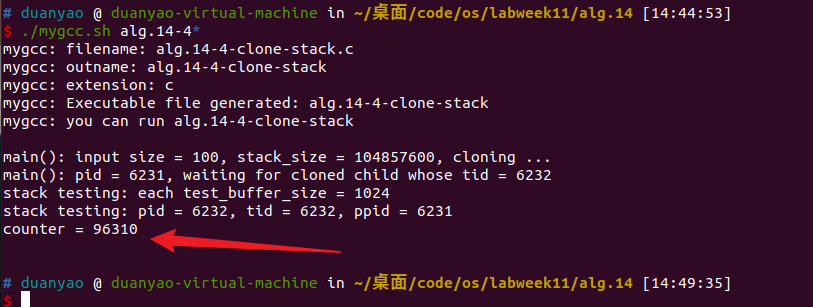 # duanyao @ duanyao-virtual-machine in ~/桌面/code/os/labweek11/alg.14 [14:44:53]
$ ./mygcc.sh alg.14-4*
mygcc: filename: alg.14-4-clone-stack.c
mygcc: outname: alg.14-4-clone-stack
mygcc: extension: c
mygcc: Executable file generated: alg.14-4-clone-stack
mygcc: you can run alg.14-4-clone-stack
main(): input size = 100, stack_size = 104857600, cloning ...
main(): pid = 6231, waiting for cloned child whose tid = 6232
stack testing: each test_buffer_size = 1024
stack testing: pid = 6232, tid = 6232, ppid = 6231
counter = 96310
# duanyao @ duanyao-virtual-machine in ~/桌面/code/os/labweek11/alg.14 [14:49:35]
$